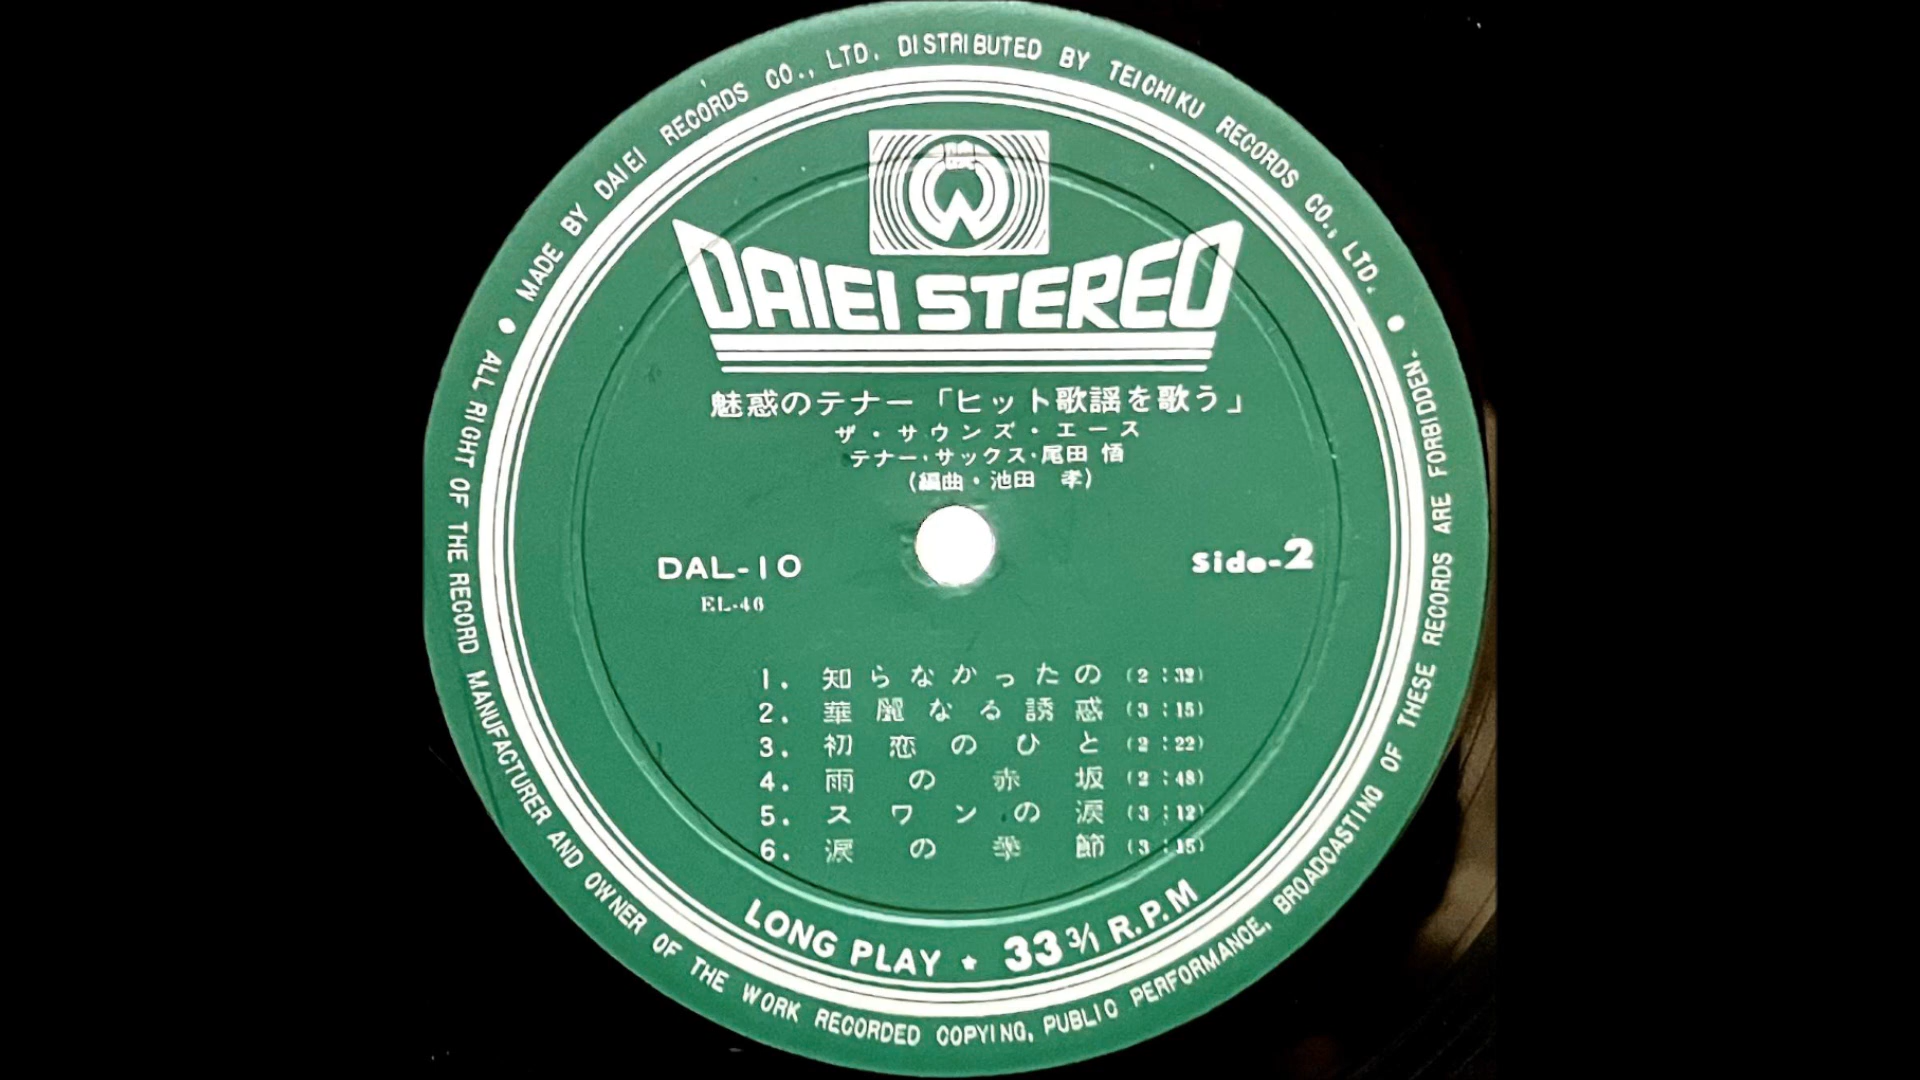 MADE BY DAIEI RECORDS CO., LTD. DISTRIBUTED BY TEICHIKU RECORDS CO., LTD.
DAIEI STEREO
魅惑のテナー「ヒット歌謡を歌う」
ザ・サウンズ・エース
テナー・サックス・尾田 悟
(編曲・池田 孝)
DAL-10
Side-2
EL-46
1. 知らなかったの (2:32)
2. 華麗なる誘惑 (3:15)
3. 初恋のひと (2:22)
4. 雨の赤坂 (2:48)
5. スワンの涙 (3:12)
6. 涙の季節 (3:15)
LONG PLAY ★ 33 3/1 R.P.M
ALL RIGHT OF THE RECORD MANUFACTURER AND OWNER OF THE WORK RECORDED COPYING, PUBLIC PERFORMANCE, BROADCASTING OF THESE RECORDS ARE FORBIDDEN.